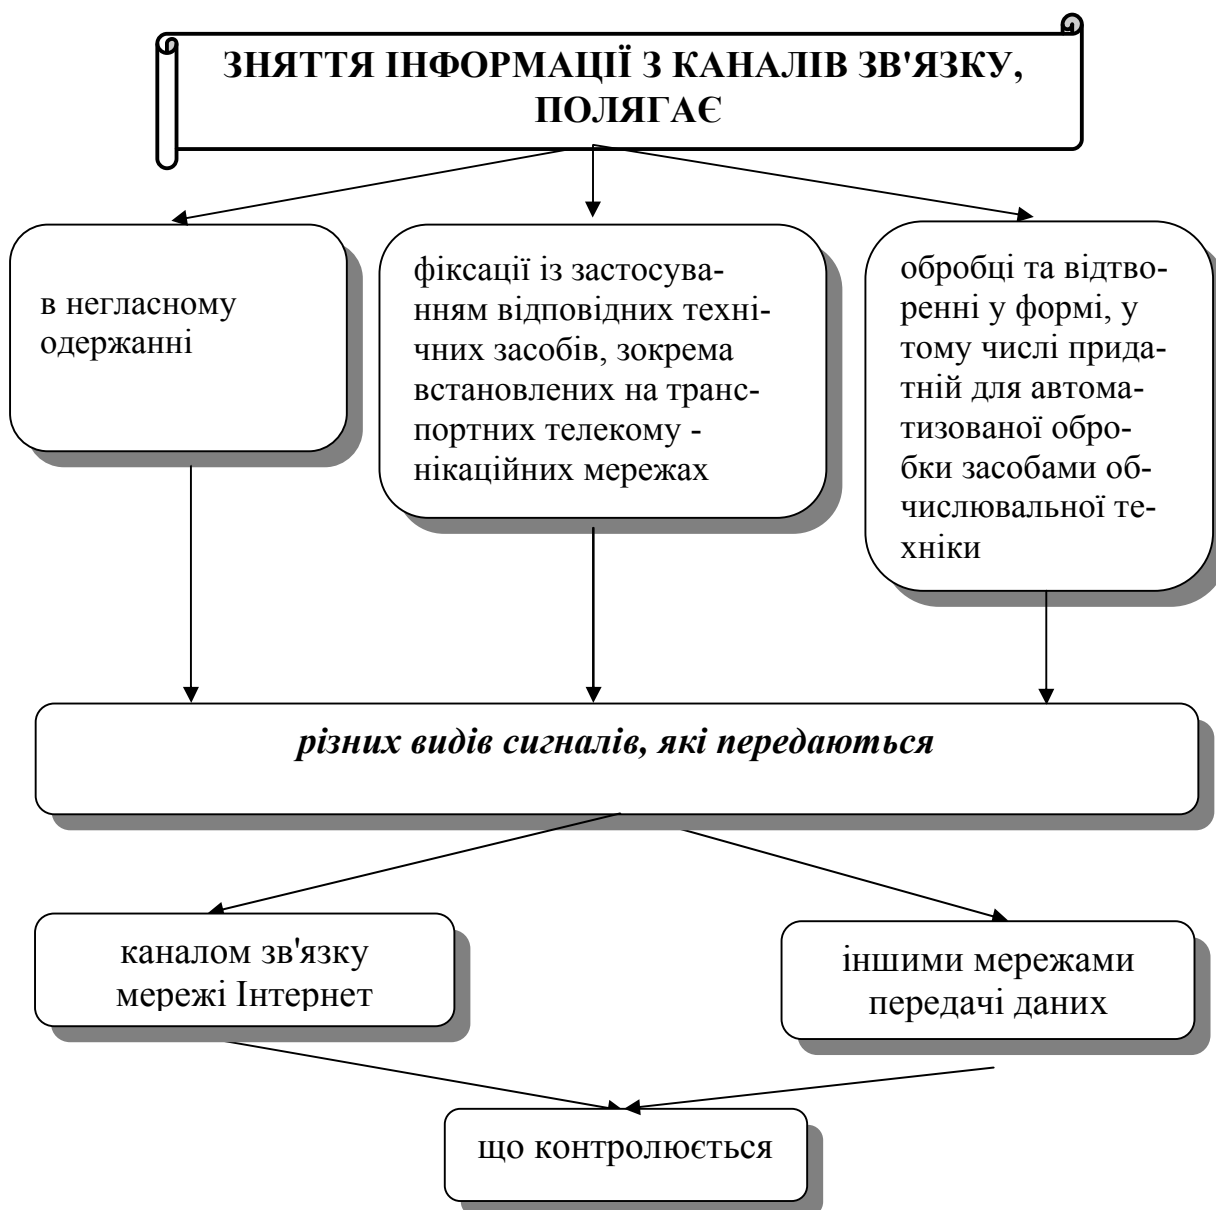 ЗНЯТТЯ ІНФОРМАЦІЇ З КАНАЛІВ ЗВ'ЯЗКУ,
ПОЛЯГАЄ
в негласному
одержанні
фіксації із застосува-
нням відповідних техні-
чних засобів, зокрема
встановлених на транс-
портних телекому -
нікаційних мережах
обробці та відтво-
ренні у формі, у
тому числі прида-
тній для автома-
тизованої обро-
бки засобами об-
числювальної те-
хніки
різних видів сигналів, які передаються
каналом зв'язку
мережі Інтернет
іншими мережами
передачі даних
що контролюється